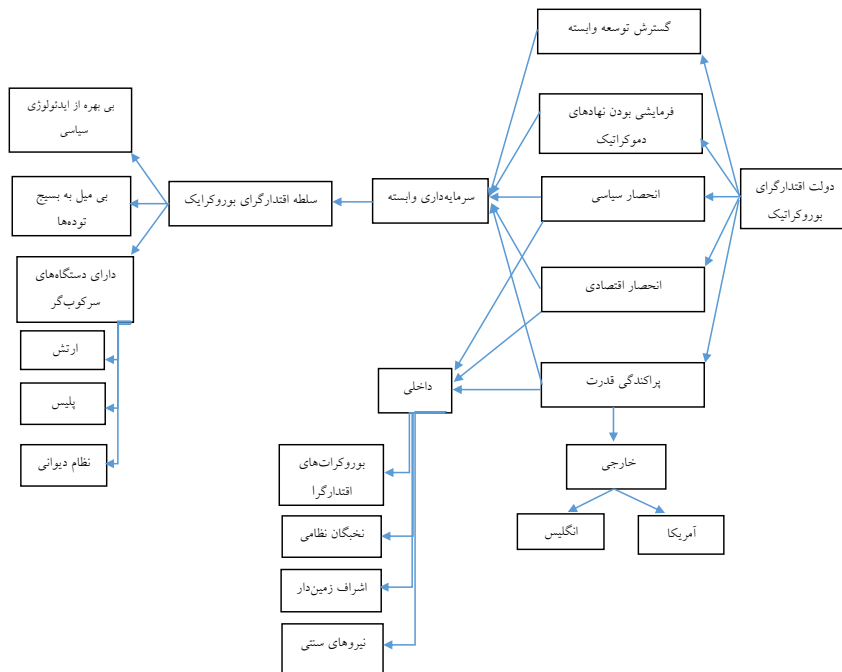 دولت اقتدارگرای
بوروکراتیک
گسترش توسعه وابسته
فرمایشی بودن نهادهای
دموکراتیک
انحصار سیاسی
انحصار اقتصادی
پراکندگی قدرت
خارجی
آمریکا
انگلیس
داخلی
بوروکرات‌های
اقتدارگرا
نخبگان نظامی
اشراف زمین‌دار
نیروهای سنتی
سرمایه‌داری وابسته
سلطه اقتدارگرای بوروکرایک
بی بهره از ایدئولوژی
سیاسی
بی میل به بسیج
توده‌ها
دارای دستگاه‌های
سرکوب‌گر
ارتش
پلیس
نظام دیوانی